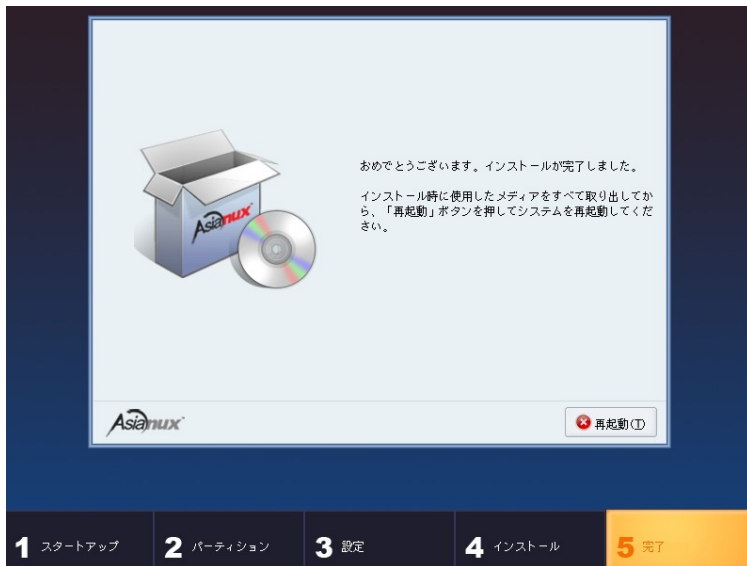 おめでとうございます。インストールが完了しました。
インストール時に使用したメディアをすべて取り出してか
ら、「再起動」ボタンを押してシステムを再起動してくだ
さい。
Asianux
Asianux
再起動(T)
1 スタートアップ
2 パーティション
3 設定
4 インストール
5 完了